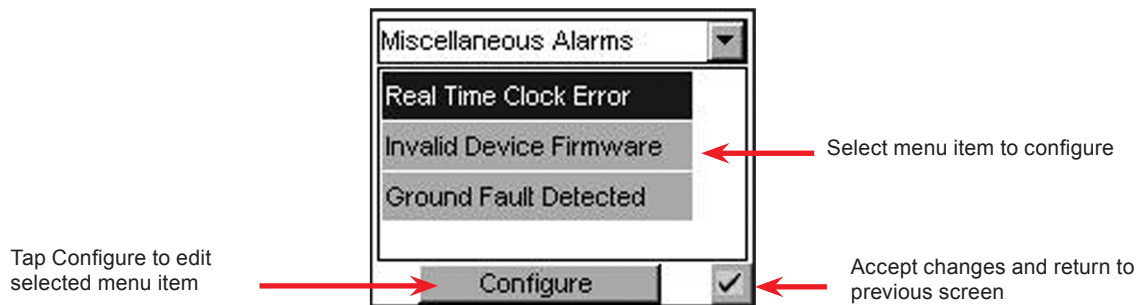 Miscellaneous Alarms
Real Time Clock Error
Invalid Device Firmware
Select menu item to configure
Ground Fault Detected
Tap Configure to edit
selected menu item
Configure
Accept changes and return to
previous screen